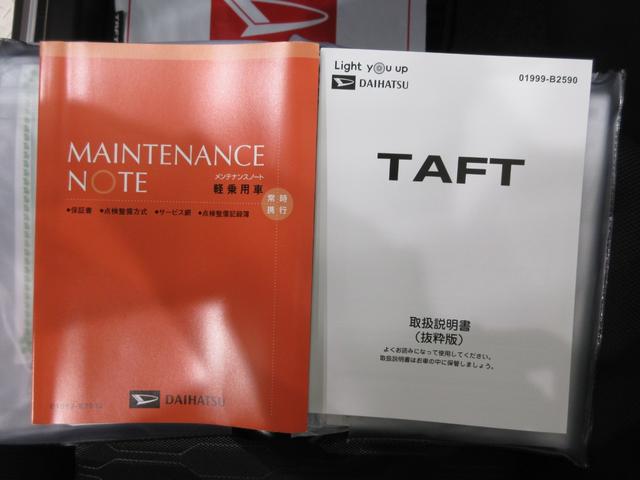 MAINTENANCE
NOTE
メンテナンスノート
軽乗用車
常時
携行
●保証書 ●点検整備方式 ●サービス網 ●点検整備記録簿
DAIHATSU
Light you up
DAIHATSU
01999-B2590
TAFT
取扱説明書
（抜粋版）
よくお読みになって使用してください。
取扱説明書はお車の中に保管しましょう。